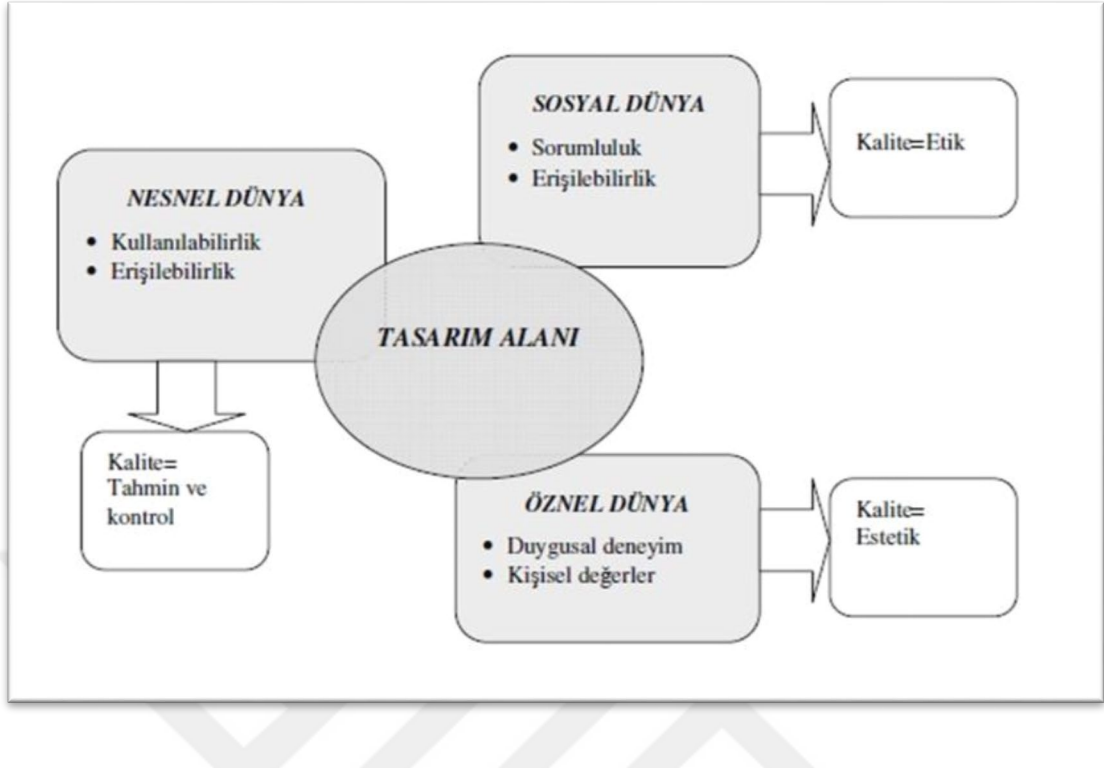 SOSYAL DÜNYA
• Sorumluluk
• Erişilebilirlik
Kalite=Etik
NESNEL DÜNYA
• Kullanılabilirlik
• Erişilebilirlik
TASARIM ALANI
Kalite=
Tahmin ve
kontrol
ÖZNEL DÜNYA
• Duygusal deneyim
• Kişisel değerler
Kalite=
Estetik